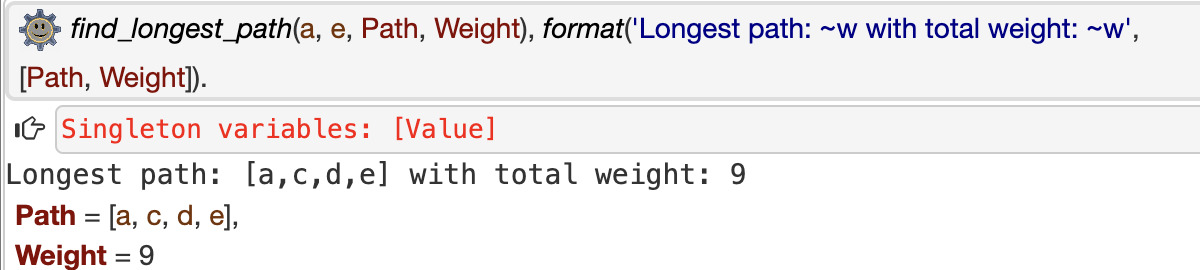 find_longest_path(a, e, Path, Weight), format('Longest path: ~w with total weight: ~w',
[Path, Weight]).
Singleton variables: [Value]
Longest path: [a,c,d,e] with total weight: 9
Path = [a, c, d, e],
Weight = 9